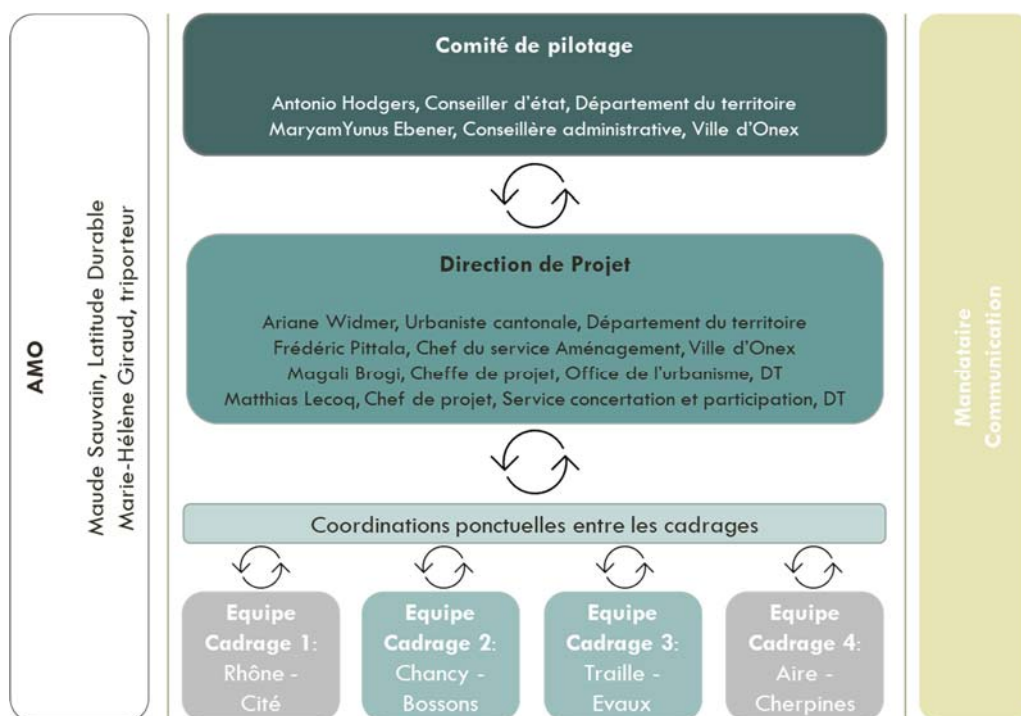 AMO
Maude Sauvain, Latitude Durable
Marie-Hélène Giraud, triporteur
Comité de pilotage
Antonio Hodgers, Conseiller d'état, Département du territoire
MaryamYunus Ebener, Conseillère administrative, Ville d'Onex
Direction de Projet
Ariane Widmer, Urbaniste cantonale, Département du territoire
Frédéric Pittala, Chef du service Aménagement, Ville d'Onex
Magali Brogi, Cheffe de projet, Office de l'urbanisme, DT
Matthias Lecoq, Chef de projet, Service concertation et participation, DT
Coordinations ponctuelles entre les cadrages
Equipe
Cadrage 1:
Rhône -
Cité
Equipe
Cadrage 2:
Chancy -
Bossons
Equipe
Cadrage 3:
Traille -
Evaux
Equipe
Cadrage 4:
Aire -
Cherpines
Mandataire
Communication